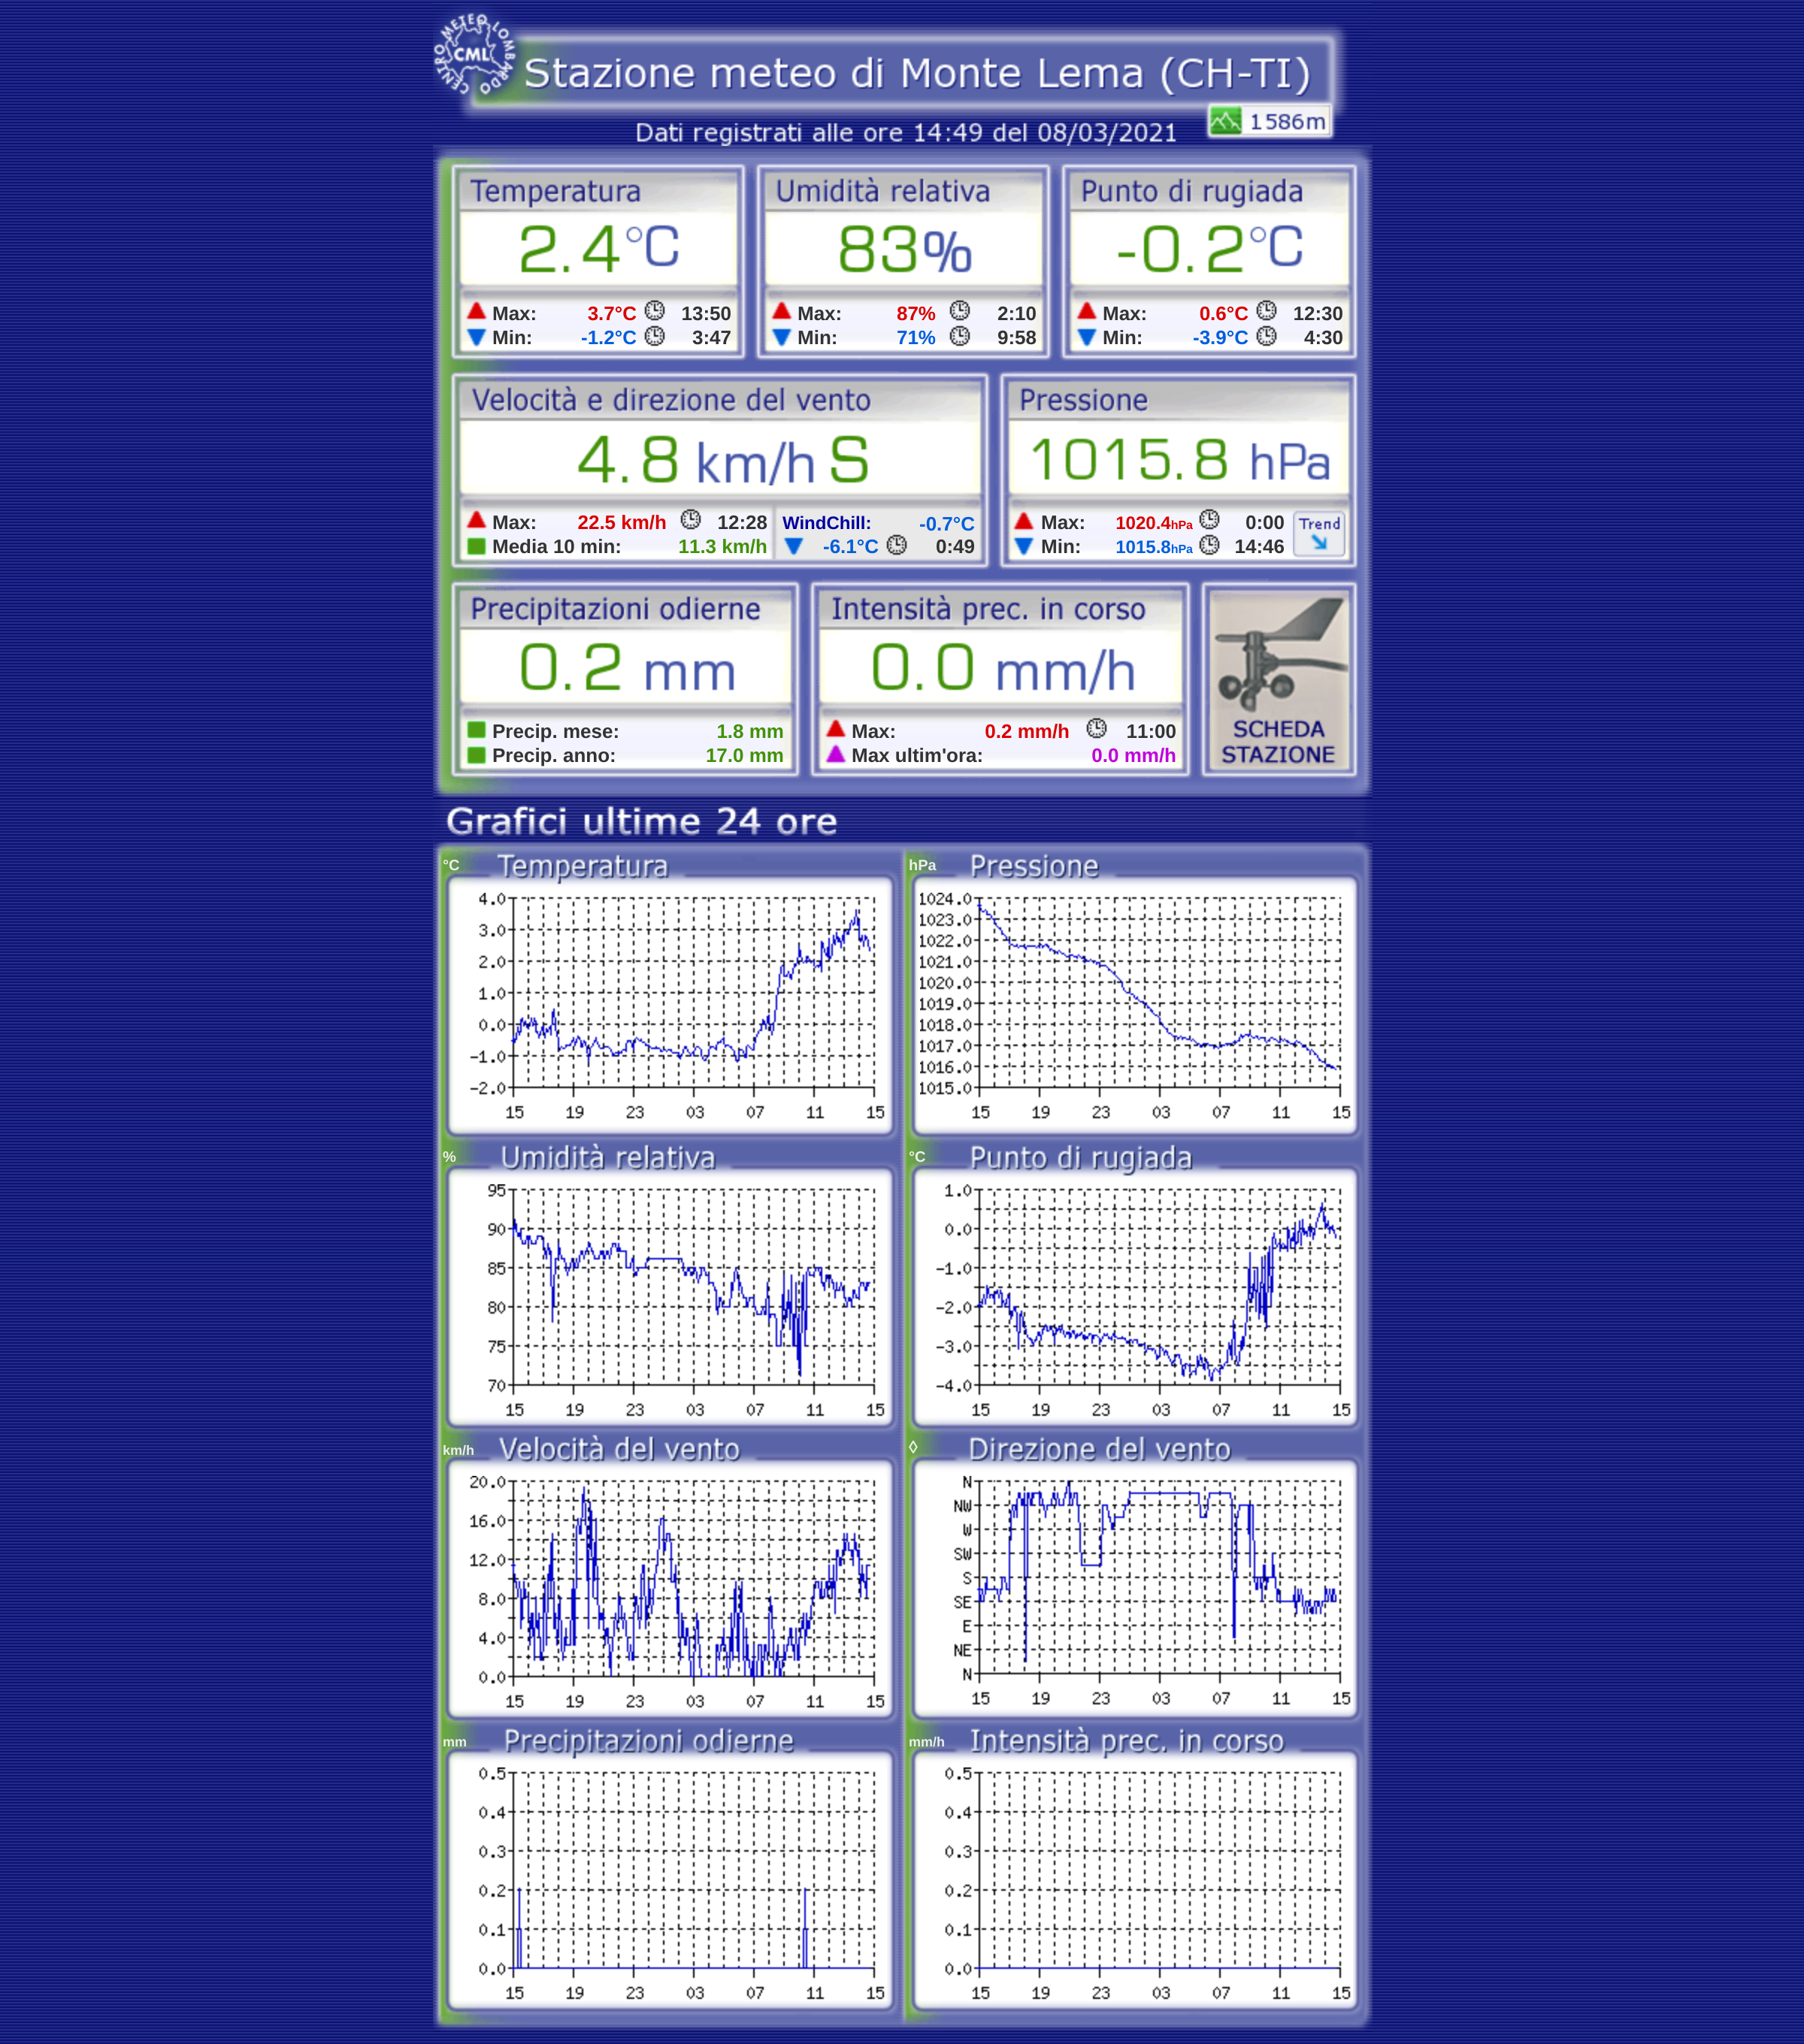 CENTRO METEO LOMBARDO
CML
Stazione meteo di Monte Lema (CH-TI)
1586m
Dati registrati alle ore 14:49 del 08/03/2021
Temperatura Umidità relativa Punto di rugiada
2.4°C 83% -0.2°C
Max: 3.7°C 13:50 Max: 87% 2:10 Max: 0.6°C 12:30
Min: -1.2°C 3:47 Min: 71% 9:58 Min: -3.9°C 4:30
Velocità e direzione del vento Pressione
4.8 km/h S 1015.8 hPa
Max: 22.5 km/h 12:28 WindChill: -0.7°C Max: 1020.4hPa 0:00 Trend
Media 10 min: 11.3 km/h -6.1°C 0:49 Min: 1015.8hPa 14:46
Precipitazioni odierne Intensità prec. in corso
0.2 mm 0.0 mm/h
Precip. mese: 1.8 mm Max: 0.2 mm/h 11:00 SCHEDA
Precip. anno: 17.0 mm Max ultim'ora: 0.0 mm/h STAZIONE
Grafici ultime 24 ore
°C Temperatura
4.0
3.0
2.0
1.0
0.0
-1.0
-2.0
15 19 23 03 07 11 15
hPa Pressione
1024.0
1023.0
1022.0
1021.0
1020.0
1019.0
1018.0
1017.0
1016.0
1015.0
15 19 23 03 07 11 15
% Umidità relativa
95
90
85
80
75
70
15 19 23 03 07 11 15
°C Punto di rugiada
1.0
0.0
-1.0
-2.0
-3.0
-4.0
15 19 23 03 07 11 15
km/h Velocità del vento
20.0
16.0
12.0
8.0
4.0
0.0
15 19 23 03 07 11 15
◊ Direzione del vento
N
NW
W
SW
S
SE
E
NE
N
15 19 23 03 07 11 15
mm Precipitazioni odierne
0.5
0.4
0.3
0.2
0.1
0.0
15 19 23 03 07 11 15
mm/h Intensità prec. in corso
0.5
0.4
0.3
0.2
0.1
0.0
15 19 23 03 07 11 15